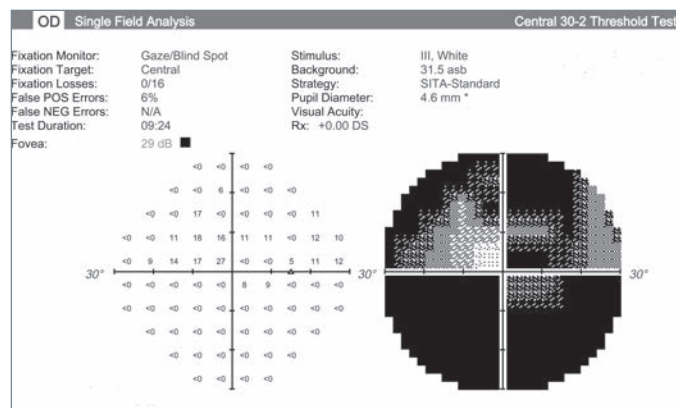 OD Single Field Analysis Central 30-2 Threshold Test
Fixation Monitor: Gaze/Blind Spot Stimulus: III, White
Fixation Target: Central Background: 31.5 asb
Fixation Losses: 0/16 Strategy: SITA-Standard
False POS Errors: 6% Pupil Diameter: 4.6 mm *
False NEG Errors: N/A Visual Acuity:
Test Duration: 09:24 Rx: +0.00 DS
Fovea: 29 dB
<0 <0 <0 <0
<0 <0 6 <0 <0 <0
<0 <0 17 <0 <0 <0 <0 11
<0 <0 11 18 16 11 11 <0 12 10
<0 9 14 17 27 <0 <0 5 11 12
30° 30° 30°
<0 <0 <0 <0 <0 8 9 <0 <0 <0
<0 <0 <0 <0 <0 <0 <0 <0 <0 <0
<0 <0 <0 <0 <0 <0 <0 <0
<0 <0 <0 <0 <0 <0
<0 <0 <0 <0